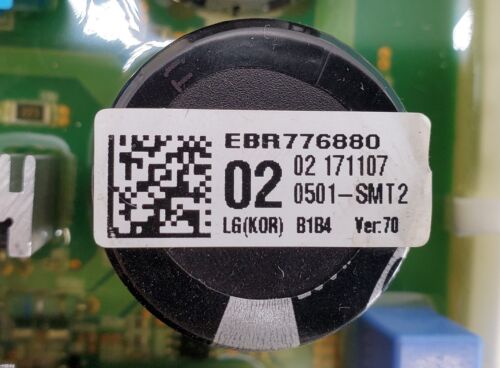 EBR776880
02 02 171107
0501-SMT2
LG(KOR) B1B4 Ver:70